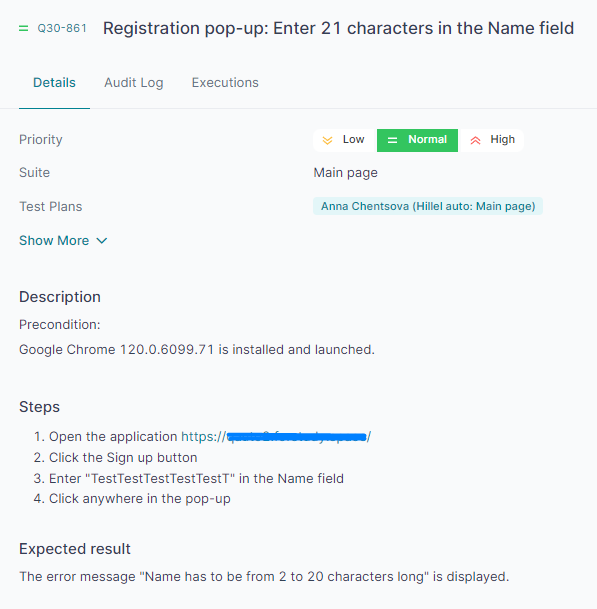 Q30-861 Registration pop-up: Enter 21 characters in the Name field
Details Audit Log Executions
Priority Low Normal High
Suite Main page
Test Plans Anna Chentsova (Hillel auto: Main page)
Show More
Description
Precondition:
Google Chrome 120.0.6099.71 is installed and launched.
Steps
1. Open the application https:// /
2. Click the Sign up button
3. Enter "TestTestTestTestTestT" in the Name field
4. Click anywhere in the pop-up
Expected result
The error message "Name has to be from 2 to 20 characters long" is displayed.